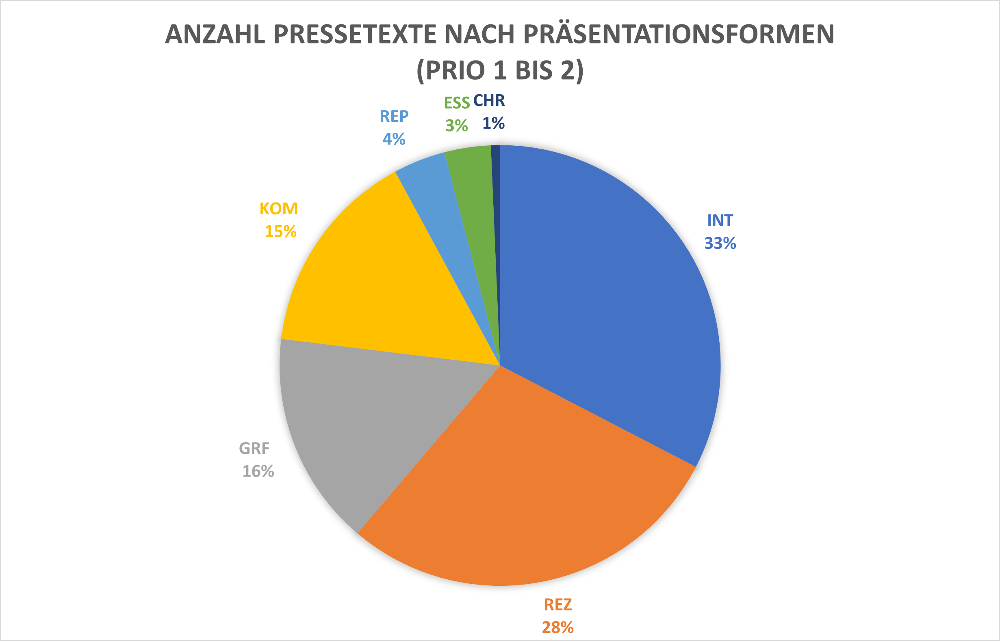 ANZAHL PRESSETEXTE NACH PRÄSENTATIONSFORMEN
(PRIO 1 BIS 2)
INT
33%
REZ
28%
GRF
16%
KOM
15%
REP
4%
ESS
3%
CHR
1%